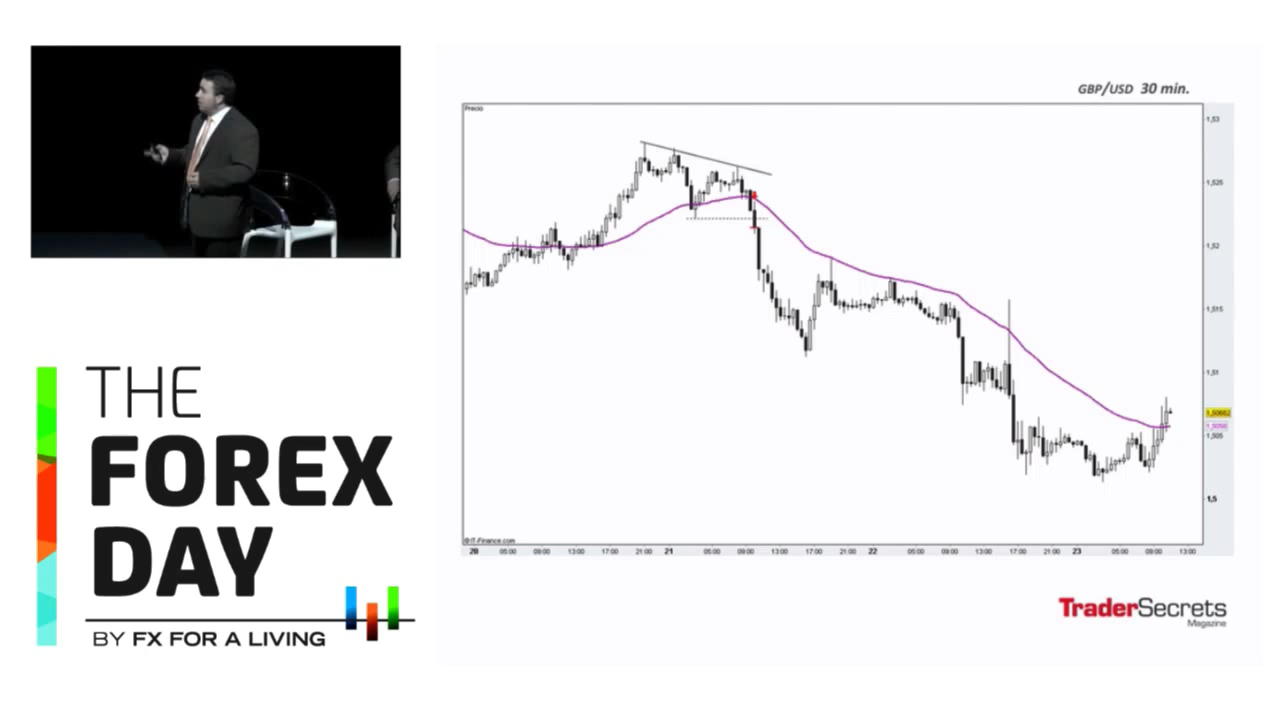 THE
FOREX
DAY
BY FX FOR A LIVING
GBP/USD 30 min.
Precio
1,53
1,525
1,52
1,515
1,51
1,50662
1,505
1,5
© IT-Finance.com
20 05:00 09:00 13:00 17:00 21:00 21 05:00 09:00 13:00 17:00 21:00 22 05:00 09:00 13:00 17:00 21:00 23 05:00 09:00 13:00
TraderSecrets
Magazine